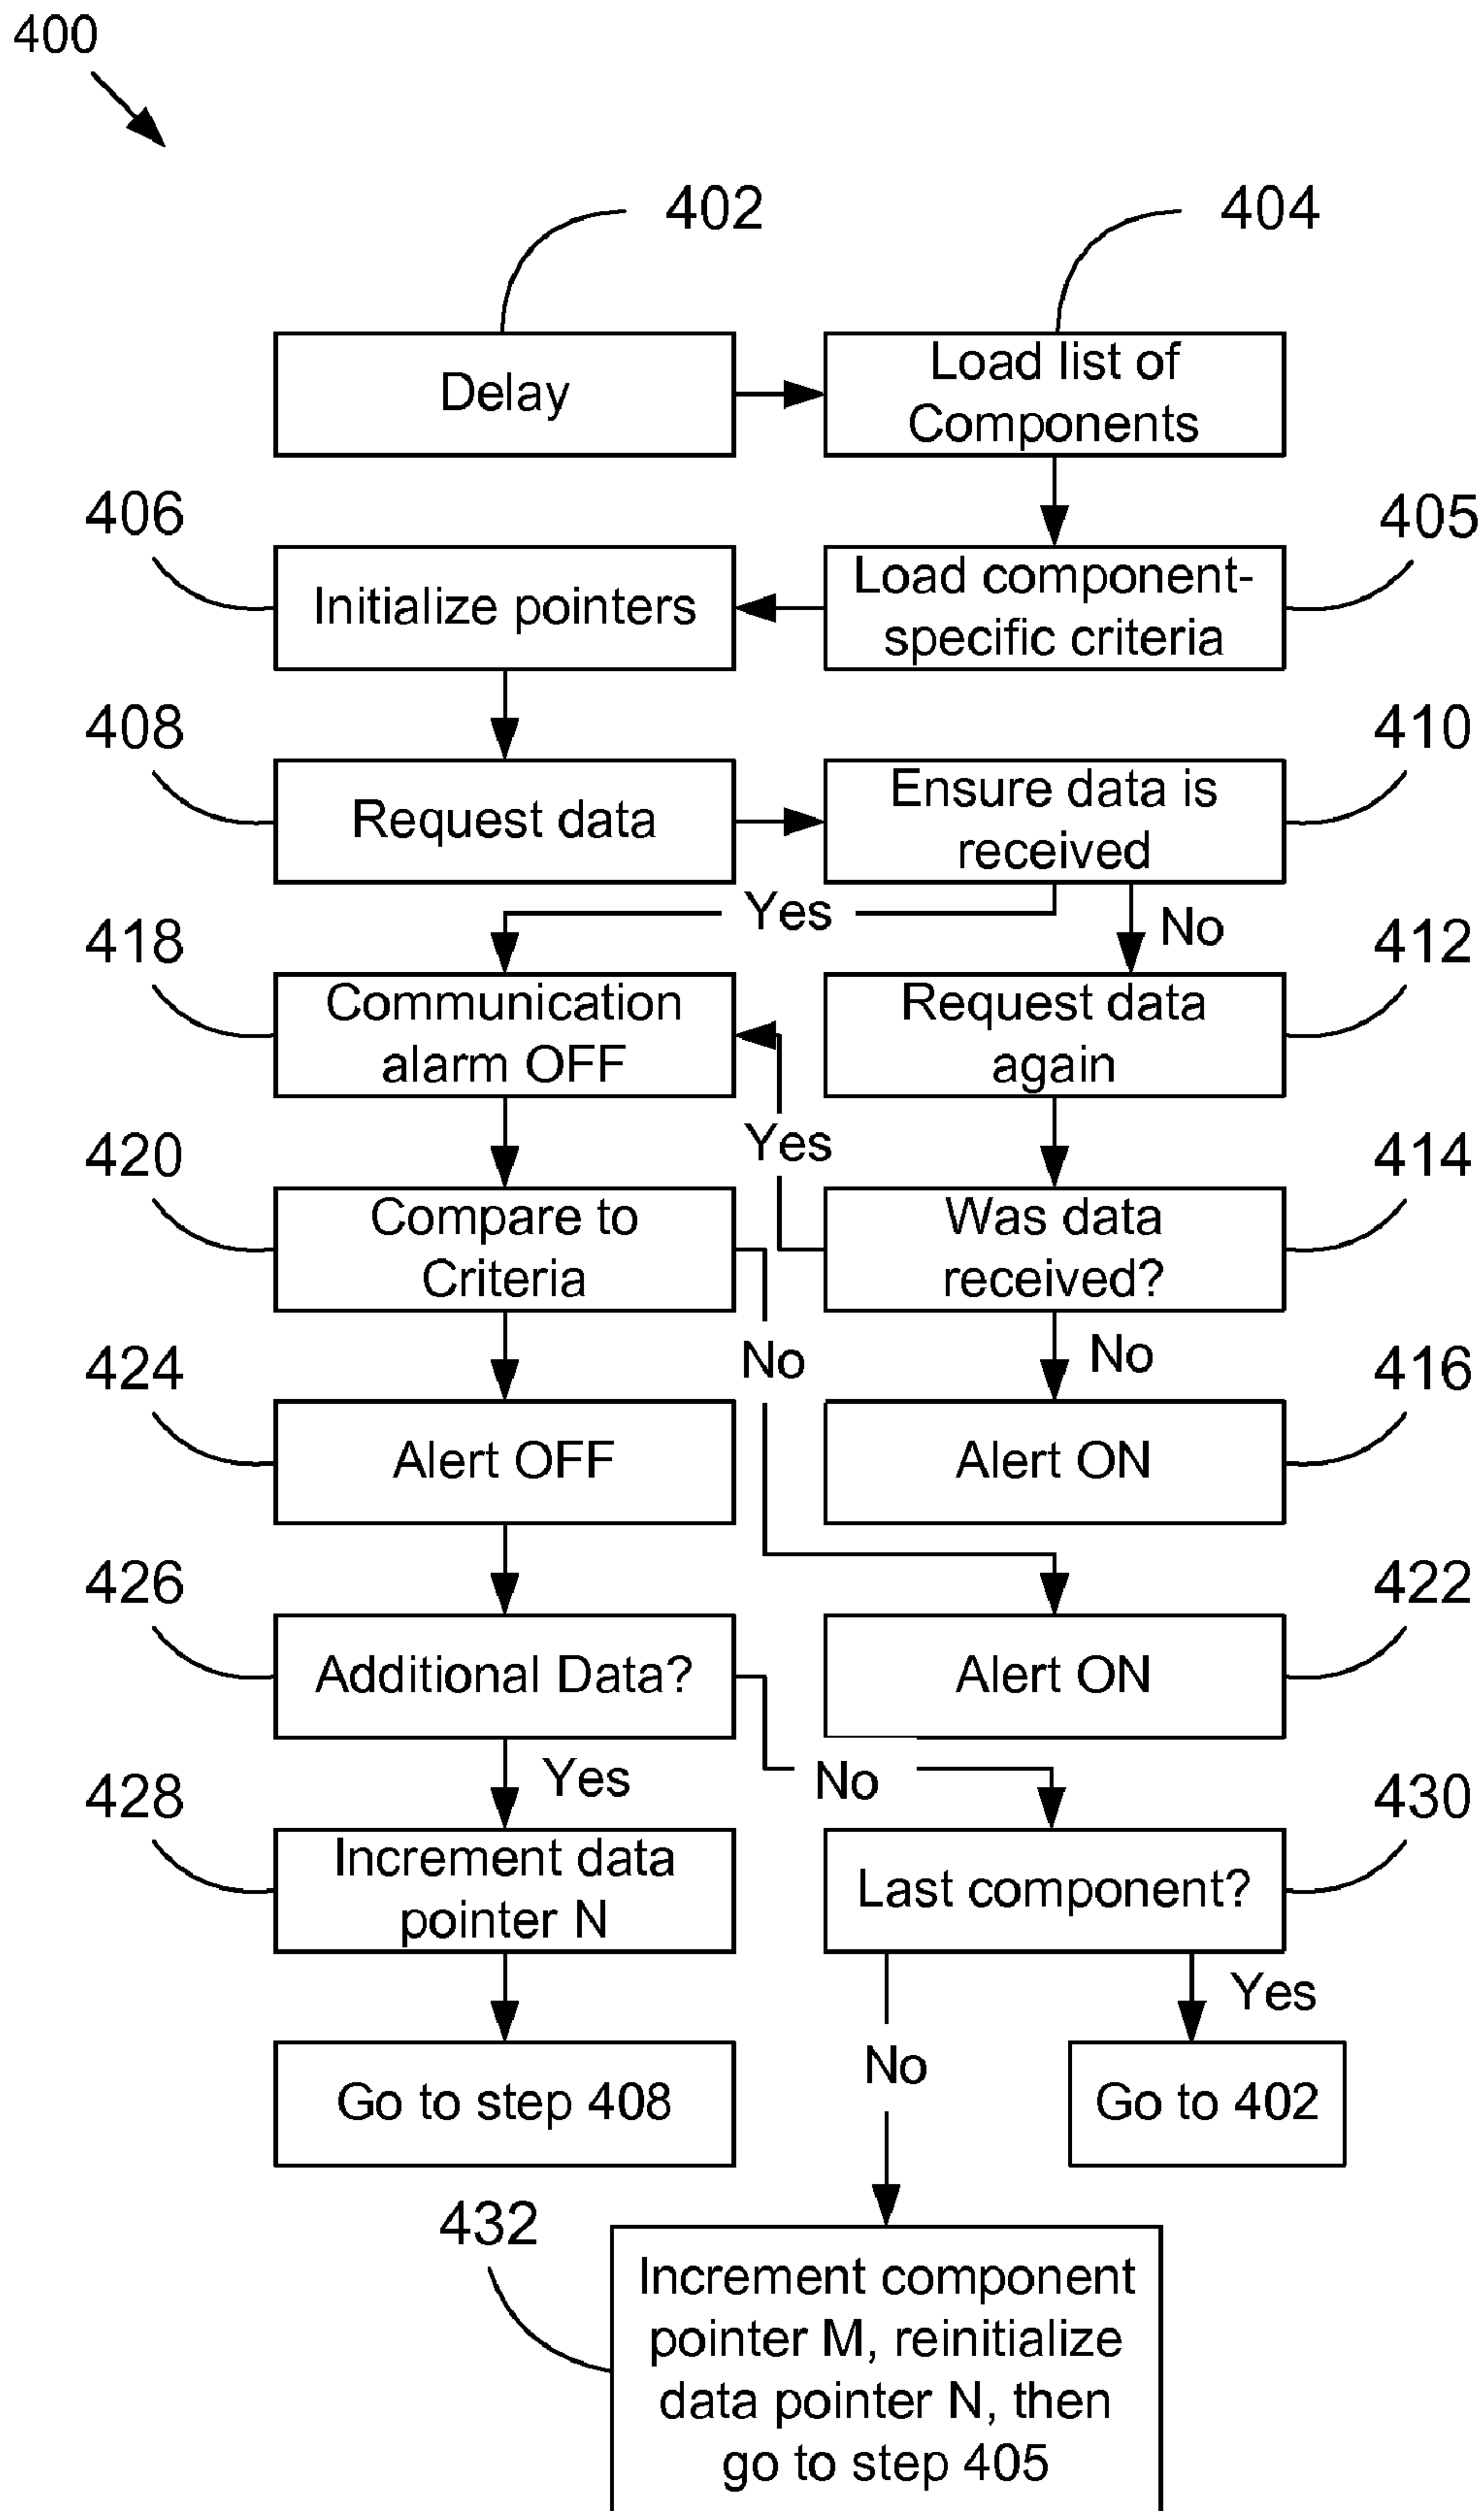 400
402
404
Delay
Load list of
Components
406
405
Initialize pointers
Load component-
specific criteria
408
410
Request data
Ensure data is
received
Yes
No
418
412
Communication
alarm OFF
Request data
again
Yes
420
414
Compare to
Criteria
Was data
received?
No
No
424
416
Alert OFF
Alert ON
426
422
Additional Data?
Alert ON
Yes
No
428
430
Increment data
pointer N
Last component?
Yes
No
Go to step 408
Go to 402
432
Increment component
pointer M, reinitialize
data pointer N, then
go to step 405